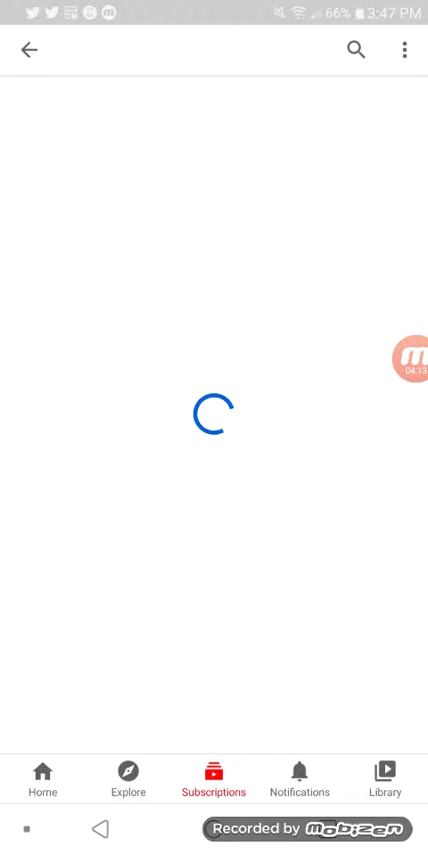 66% 3:47 PM
m
04:13
Home Explore Subscriptions Notifications Library
Recorded by mobizen